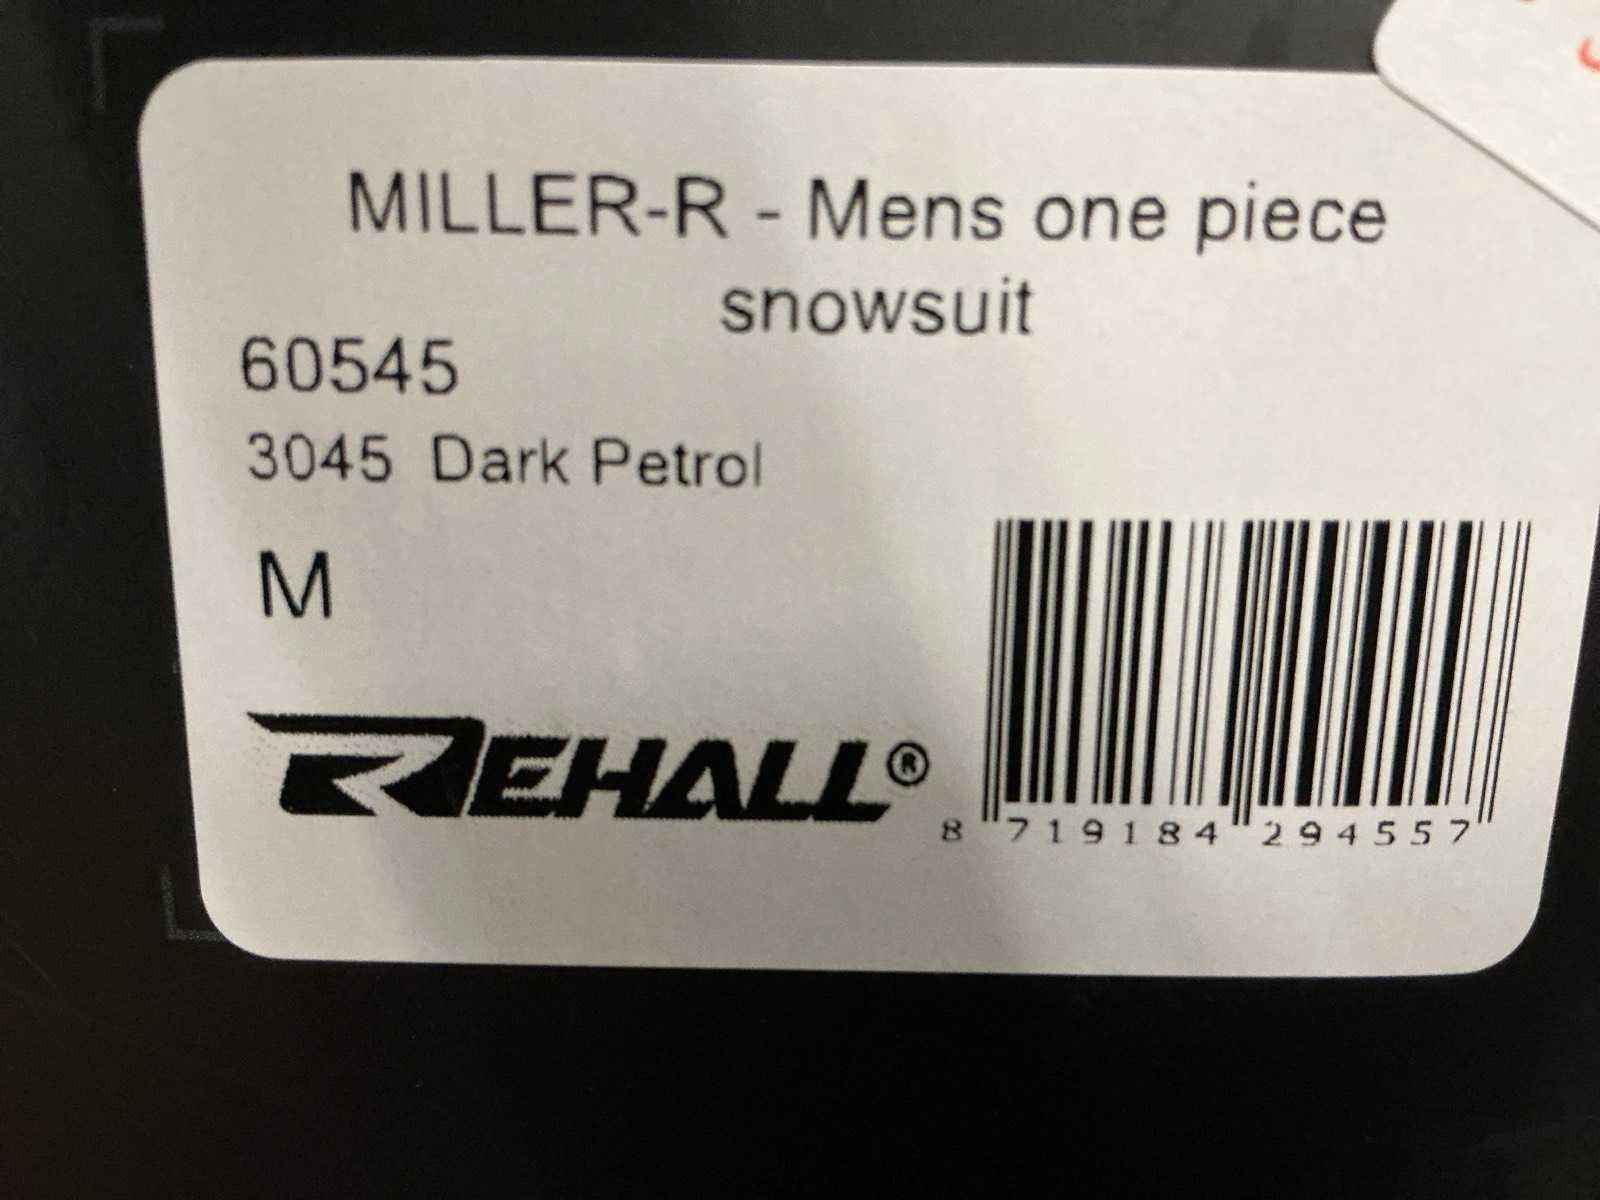 MILLER-R - Mens one piece
snowsuit
60545
3045 Dark Petrol
M
REHALL®
8 719184 294557